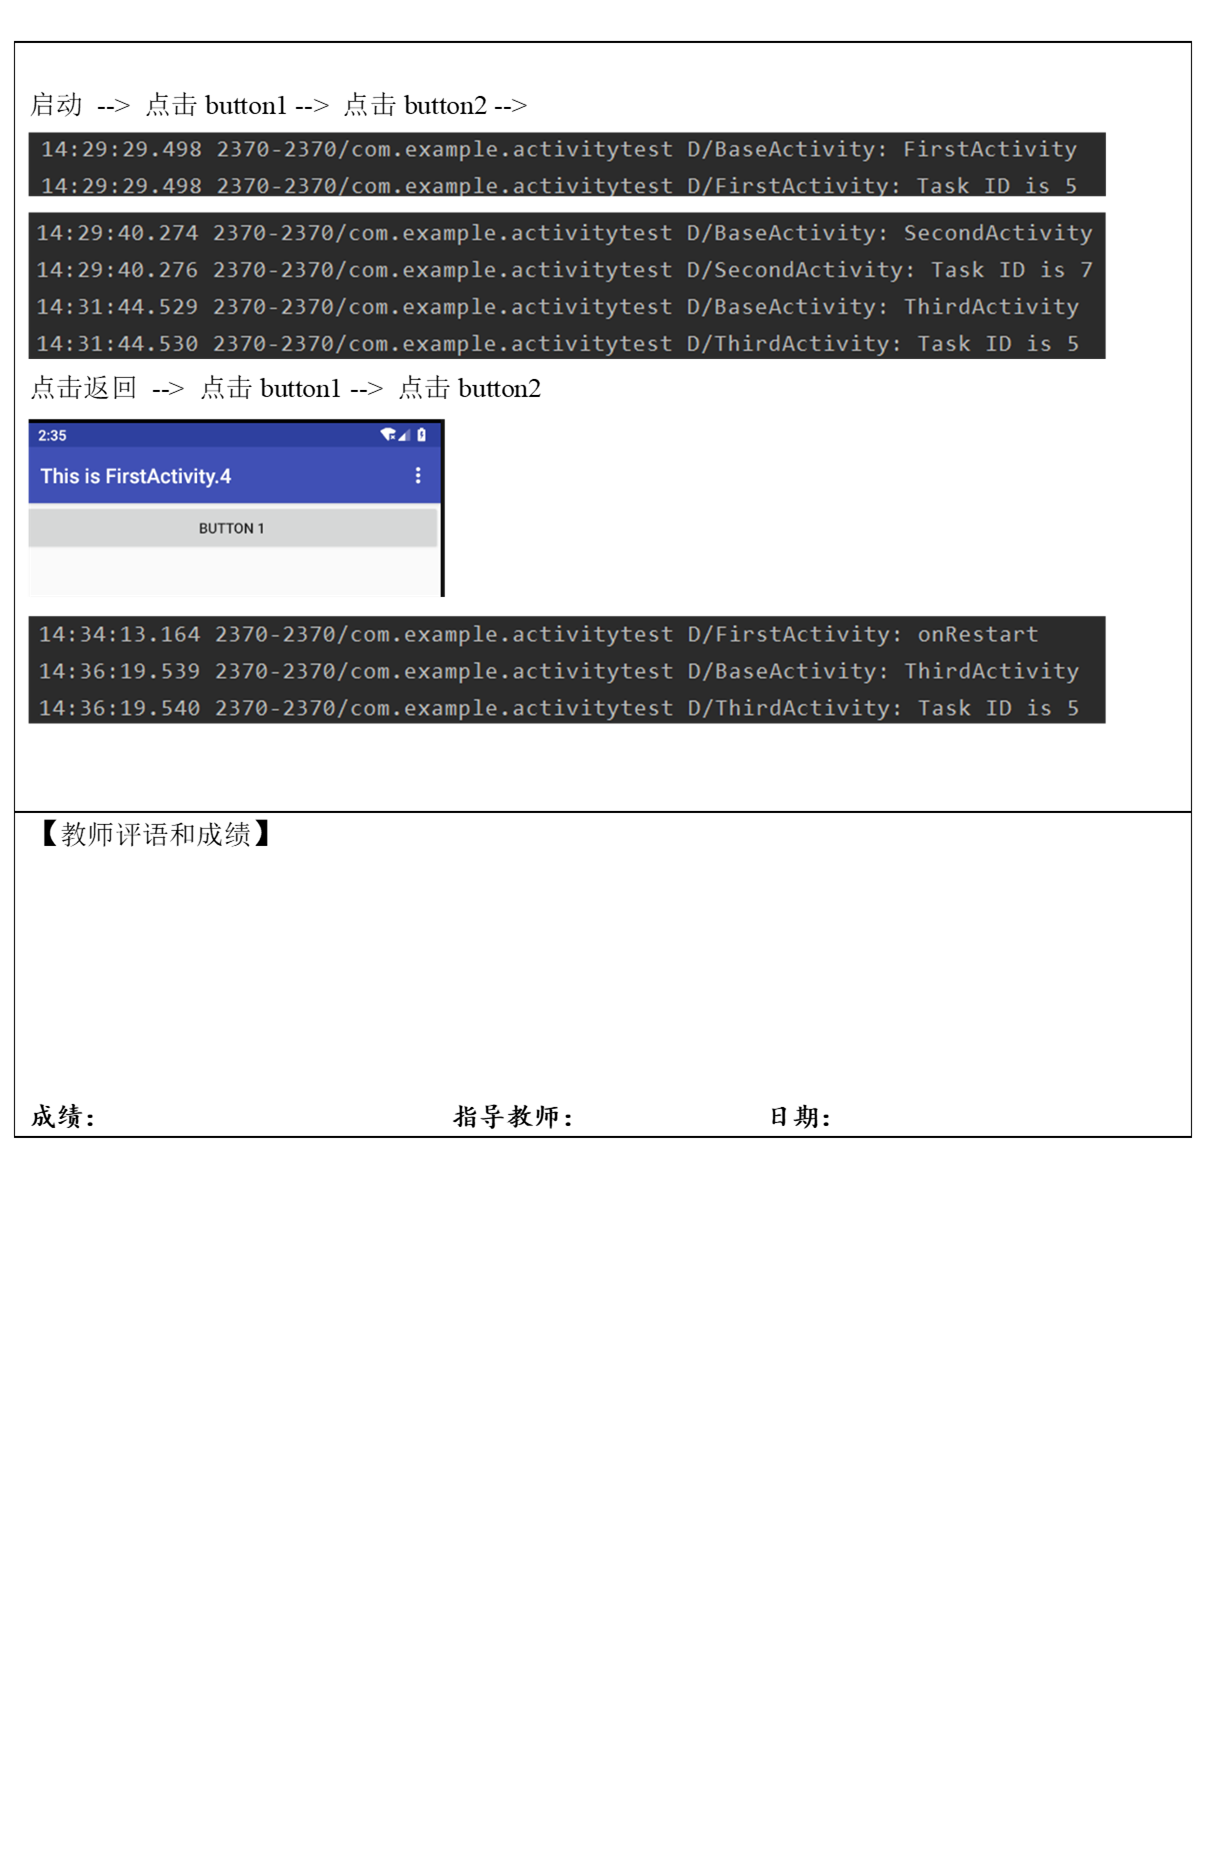 启动 --> 点击 button1 --> 点击 button2 -->
14:29:29.498 2370-2370/com.example.activitytest D/BaseActivity: FirstActivity
14:29:29.498 2370-2370/com.example.activitytest D/FirstActivity: Task ID is 5
14:29:40.274 2370-2370/com.example.activitytest D/BaseActivity: SecondActivity
14:29:40.276 2370-2370/com.example.activitytest D/SecondActivity: Task ID is 7
14:31:44.529 2370-2370/com.example.activitytest D/BaseActivity: ThirdActivity
14:31:44.530 2370-2370/com.example.activitytest D/ThirdActivity: Task ID is 5
点击返回 --> 点击 button1 --> 点击 button2
2:35
This is FirstActivity.4
BUTTON 1
14:34:13.164 2370-2370/com.example.activitytest D/FirstActivity: onRestart
14:36:19.539 2370-2370/com.example.activitytest D/BaseActivity: ThirdActivity
14:36:19.540 2370-2370/com.example.activitytest D/ThirdActivity: Task ID is 5
【教师评语和成绩】
成绩： 指导教师： 日期：